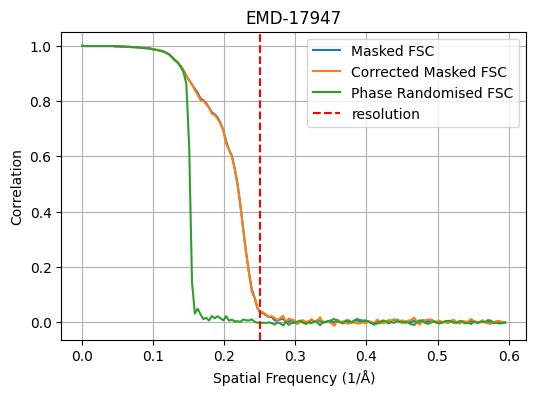 EMD-17947
Masked FSC
Corrected Masked FSC
Phase Randomised FSC
resolution
Correlation
1.0
0.8
0.6
0.4
0.2
0.0
0.0 0.1 0.2 0.3 0.4 0.5 0.6
Spatial Frequency (1/Å)